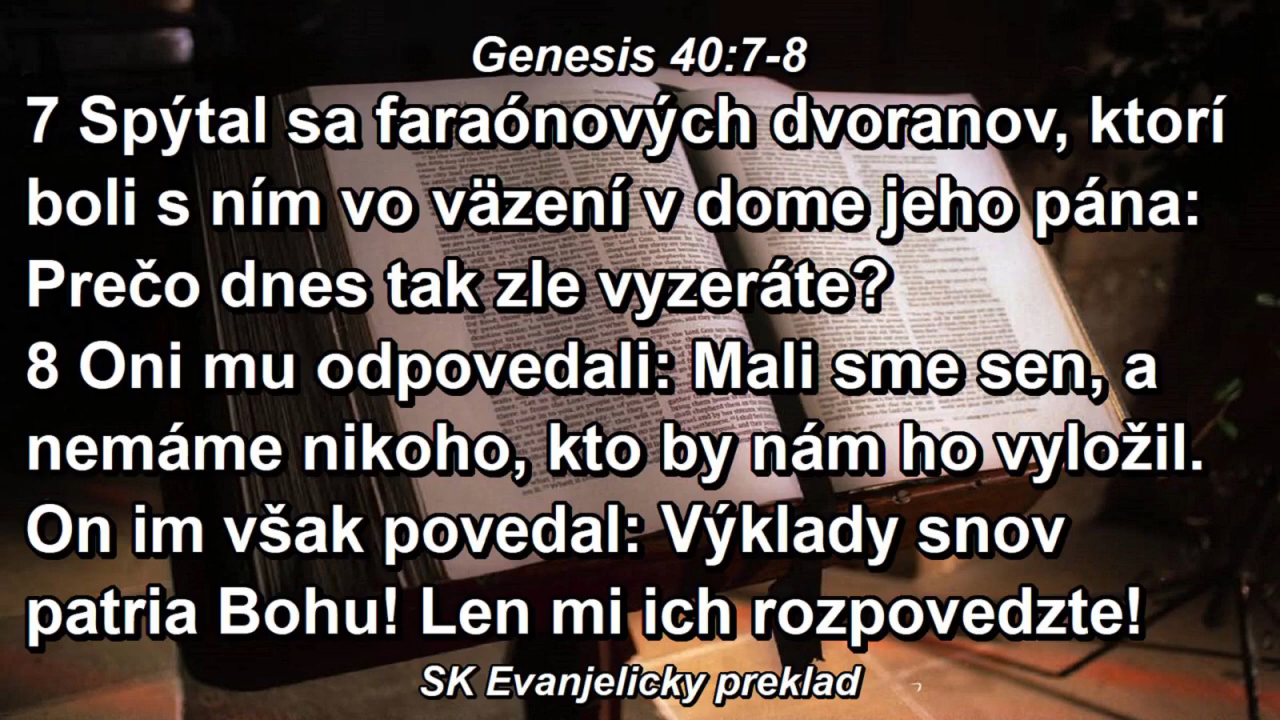 Genesis 40:7-8
7 Spýtal sa faraónových dvoranov, ktorí
boli s ním vo väzení v dome jeho pána:
Prečo dnes tak zle vyzeráte?
8 Oni mu odpovedali: Mali sme sen, a
nemáme nikoho, kto by nám ho vyložil.
On im však povedal: Výklady snov
patria Bohu! Len mi ich rozpovedzte!
SK Evanjelicky preklad